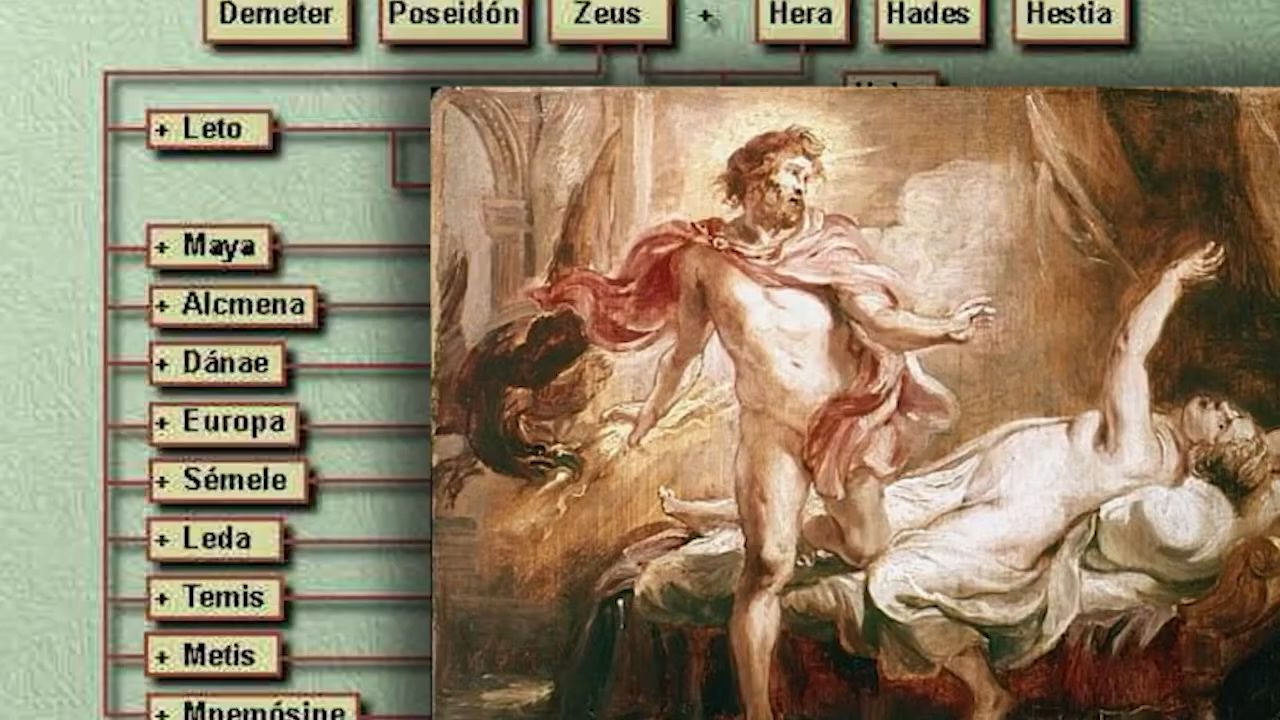 Demeter Poseidón Zeus + Hera Hades Hestia
+ Leto
+ Maya
+ Alcmena
+ Dánae
+ Europa
+ Sémele
+ Leda
+ Temis
+ Metis
+ Mnemósine